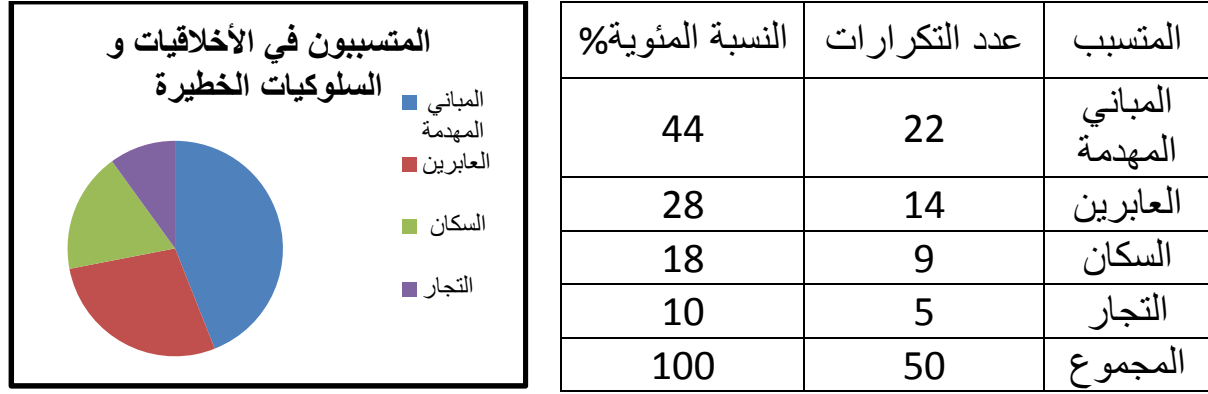 المتسببون في الأخلاقيات و
السلوكيات الخطيرة
المباني
المهدمة
العابرين
السكان
التجار
المتسبب عدد التكرارات النسبة المئوية%
المباني
المهدمة 22 44
العابرين 14 28
السكان 9 18
التجار 5 10
المجموع 50 100